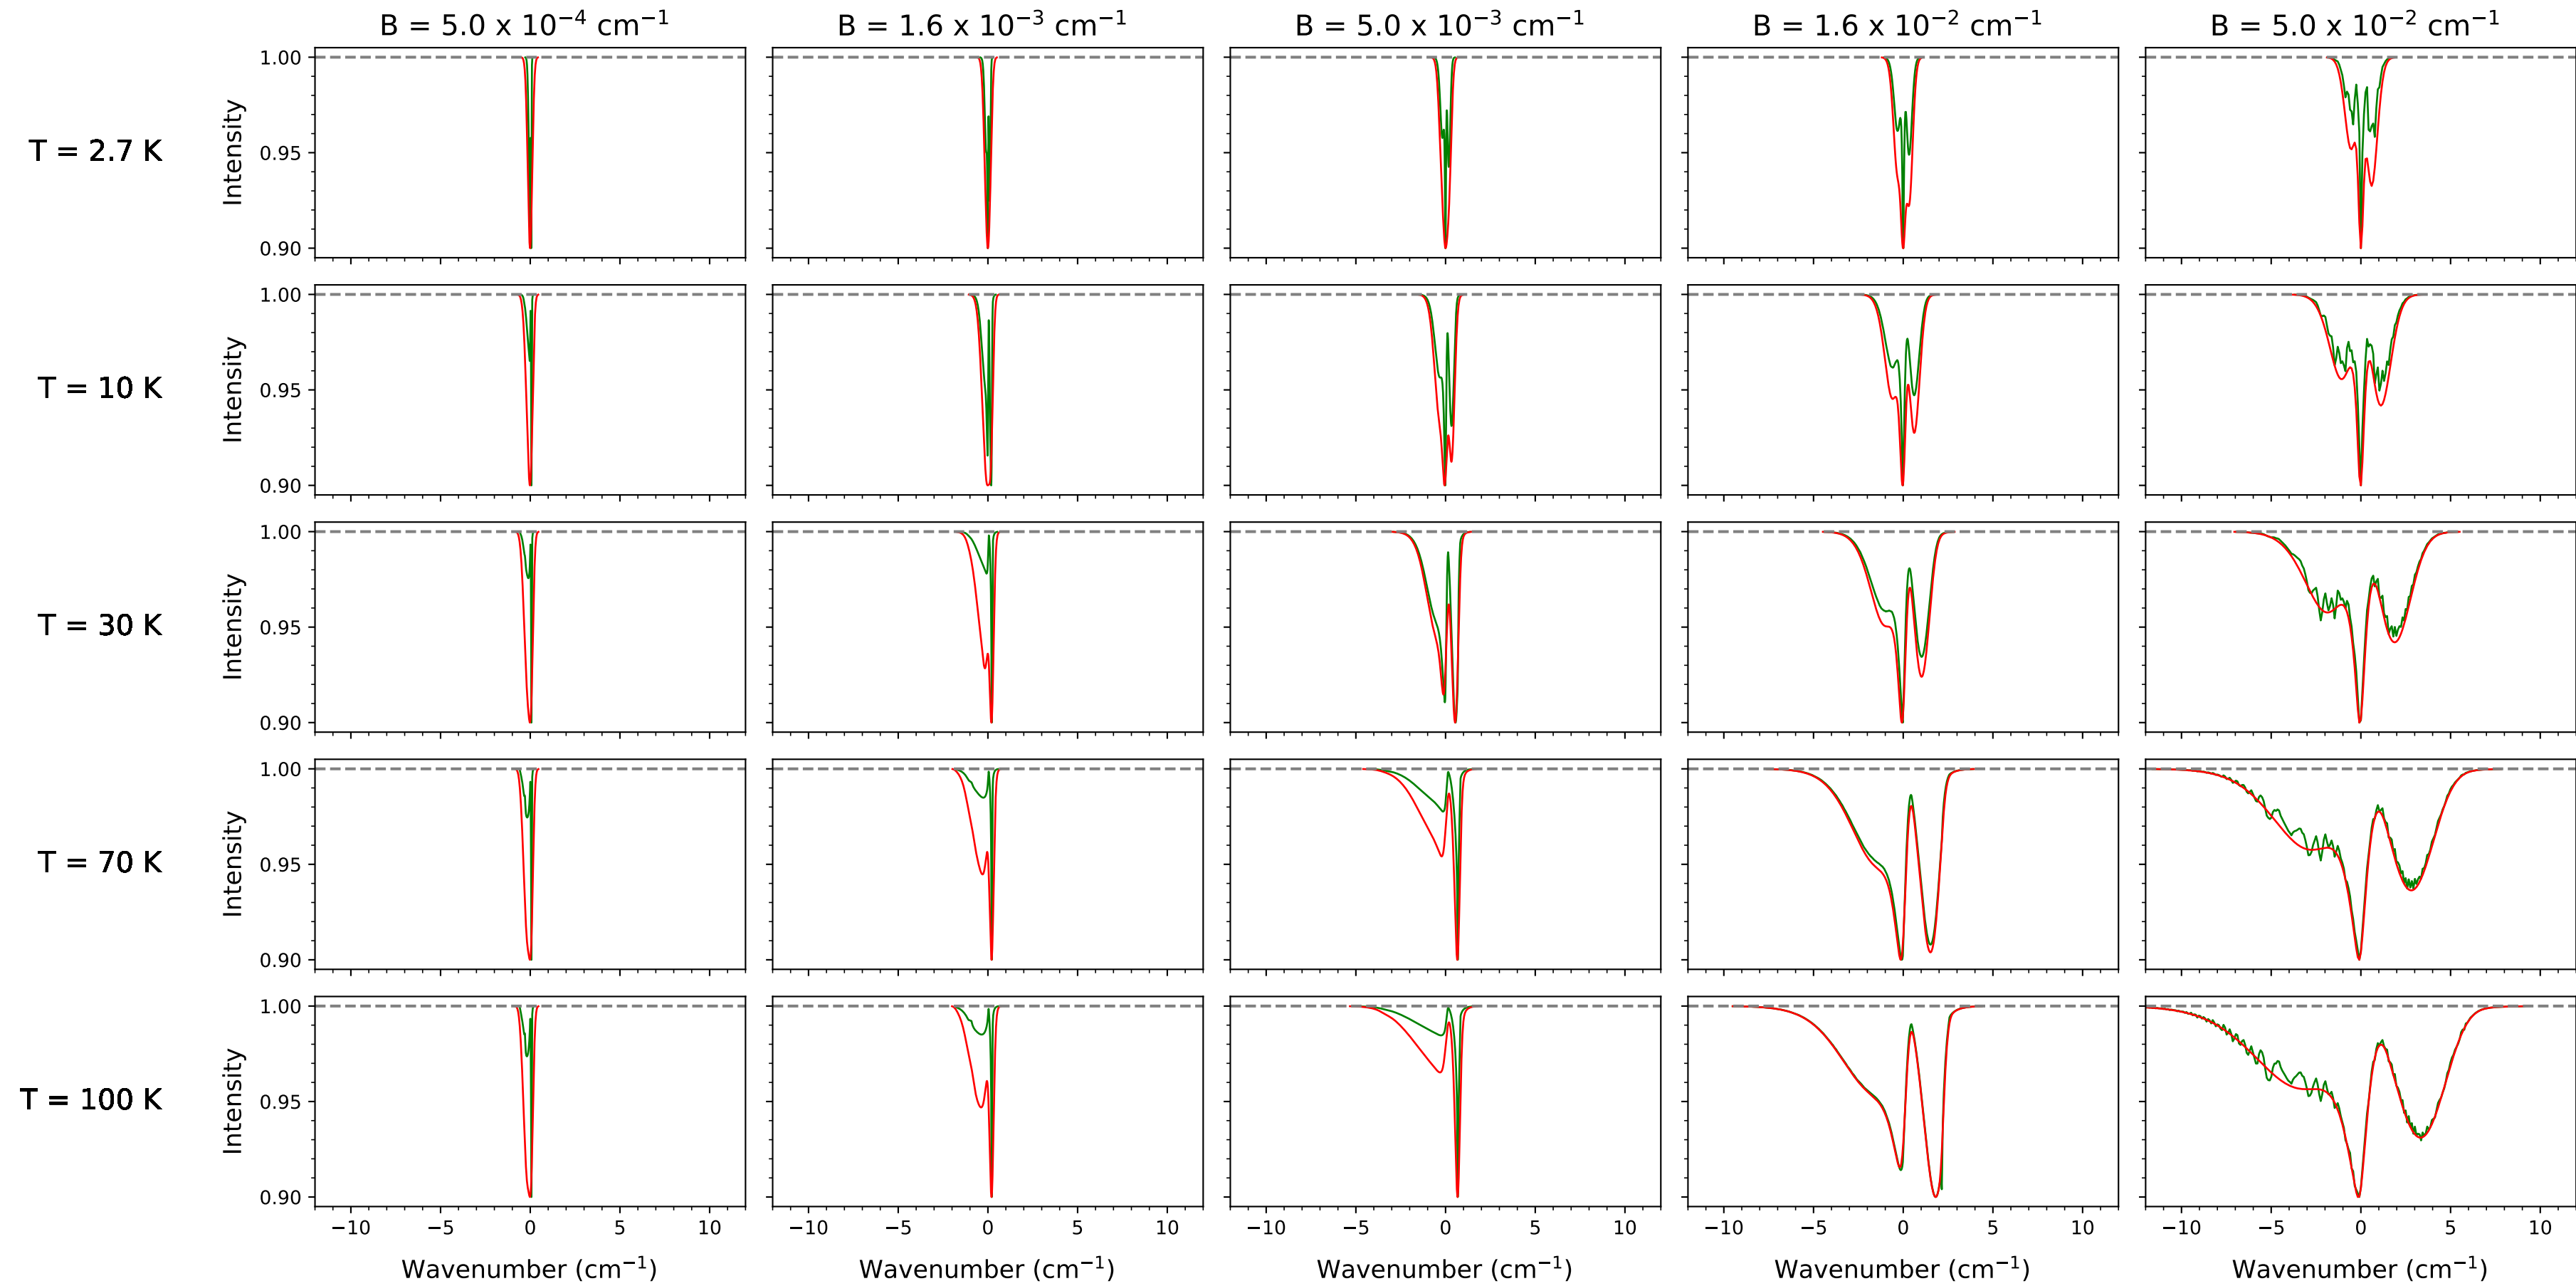 B = 5.0 x 10⁻⁴ cm⁻¹ B = 1.6 x 10⁻³ cm⁻¹ B = 5.0 x 10⁻³ cm⁻¹ B = 1.6 x 10⁻² cm⁻¹ B = 5.0 x 10⁻² cm⁻¹
1.00
T = 2.7 K Intensity 0.95
0.90
1.00
T = 10 K Intensity 0.95
0.90
1.00
T = 30 K Intensity 0.95
0.90
1.00
T = 70 K Intensity 0.95
0.90
1.00
T = 100 K Intensity 0.95
0.90
−10 −5 0 5 10 −10 −5 0 5 10 −10 −5 0 5 10 −10 −5 0 5 10 −10 −5 0 5 10
Wavenumber (cm⁻¹) Wavenumber (cm⁻¹) Wavenumber (cm⁻¹) Wavenumber (cm⁻¹) Wavenumber (cm⁻¹)